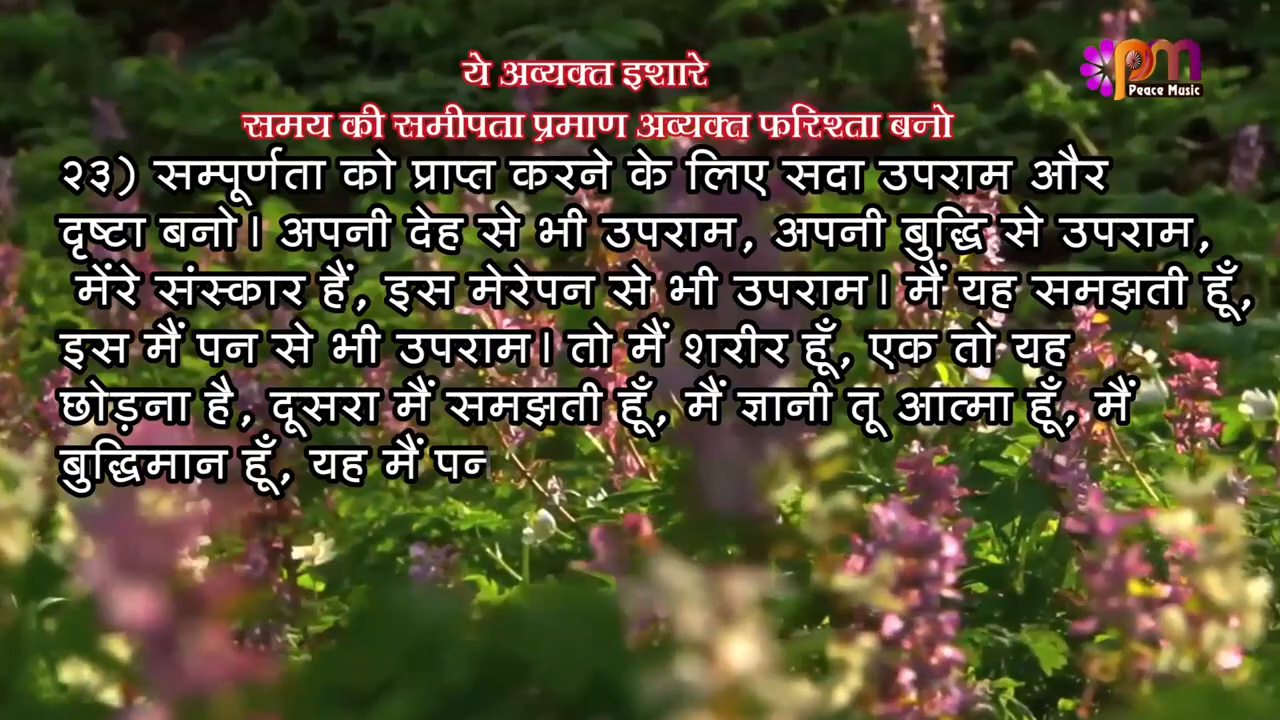 ये अव्यक्त इशारे
समय की समीपता प्रमाण अव्यक्त फरिश्ता बनो
pm
Peace Music
२३) सम्पूर्णता को प्राप्त करने के लिए सदा उपराम और
दृष्टा बनो। अपनी देह से भी उपराम, अपनी बुद्धि से उपराम,
मेंरे संस्कार हैं, इस मेरेपन से भी उपराम। मैं यह समझती हूँ,
इस मैं पन से भी उपराम। तो मैं शरीर हूँ, एक तो यह
छोड़ना है, दूसरा मैं समझती हूँ, मैं ज्ञानी तू आत्मा हूँ, मैं
बुद्धिमान हूँ, यह मैं पन